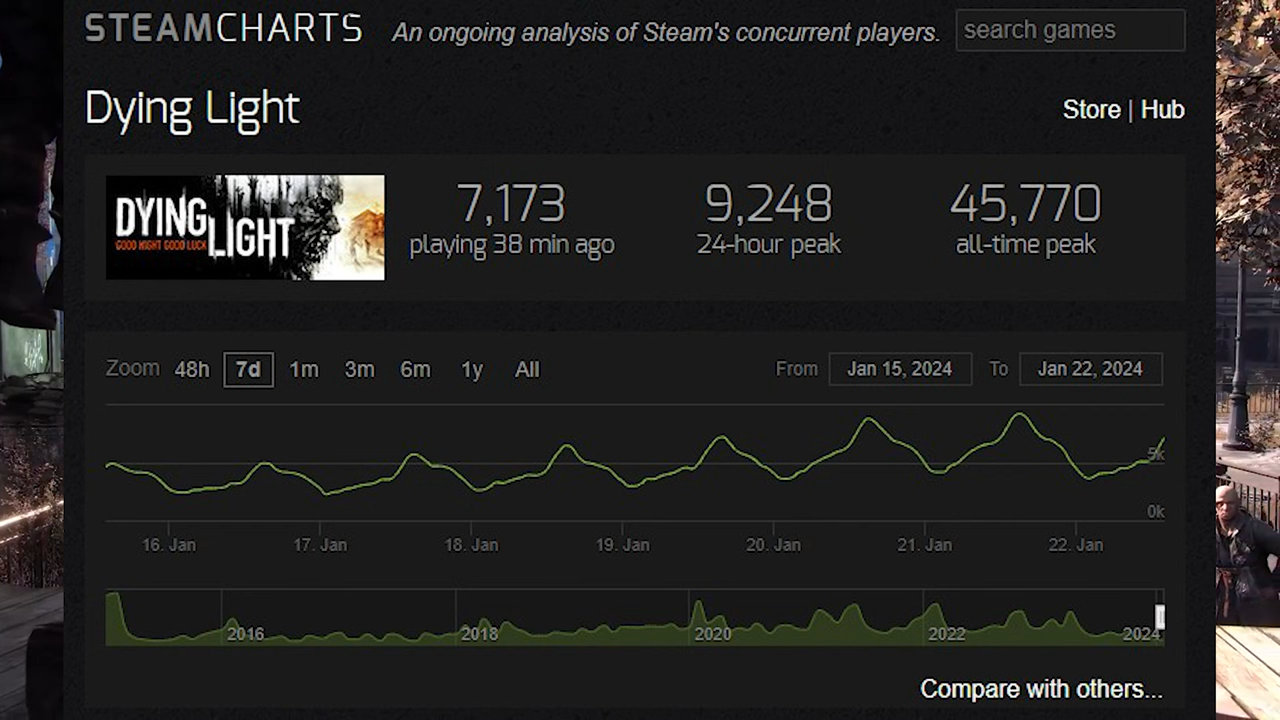 STEAMCHARTS An ongoing analysis of Steam's concurrent players. search games
Dying Light Store | Hub
DYING LIGHT
GOOD NIGHT GOOD LUCK
7,173 9,248 45,770
playing 38 min ago 24-hour peak all-time peak
Zoom 48h 7d 1m 3m 6m 1y All From Jan 15, 2024 To Jan 22, 2024
5k
0k
16. Jan 17. Jan 18. Jan 19. Jan 20. Jan 21. Jan 22. Jan
2016 2018 2020 2022 2024
Compare with others...